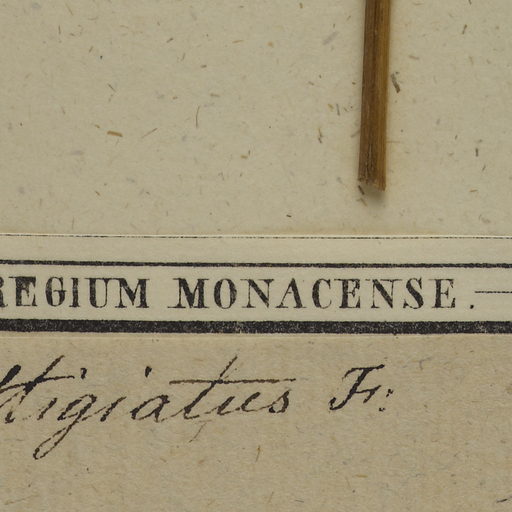 REGIUM MONACENSE.
stigiatus Fr: